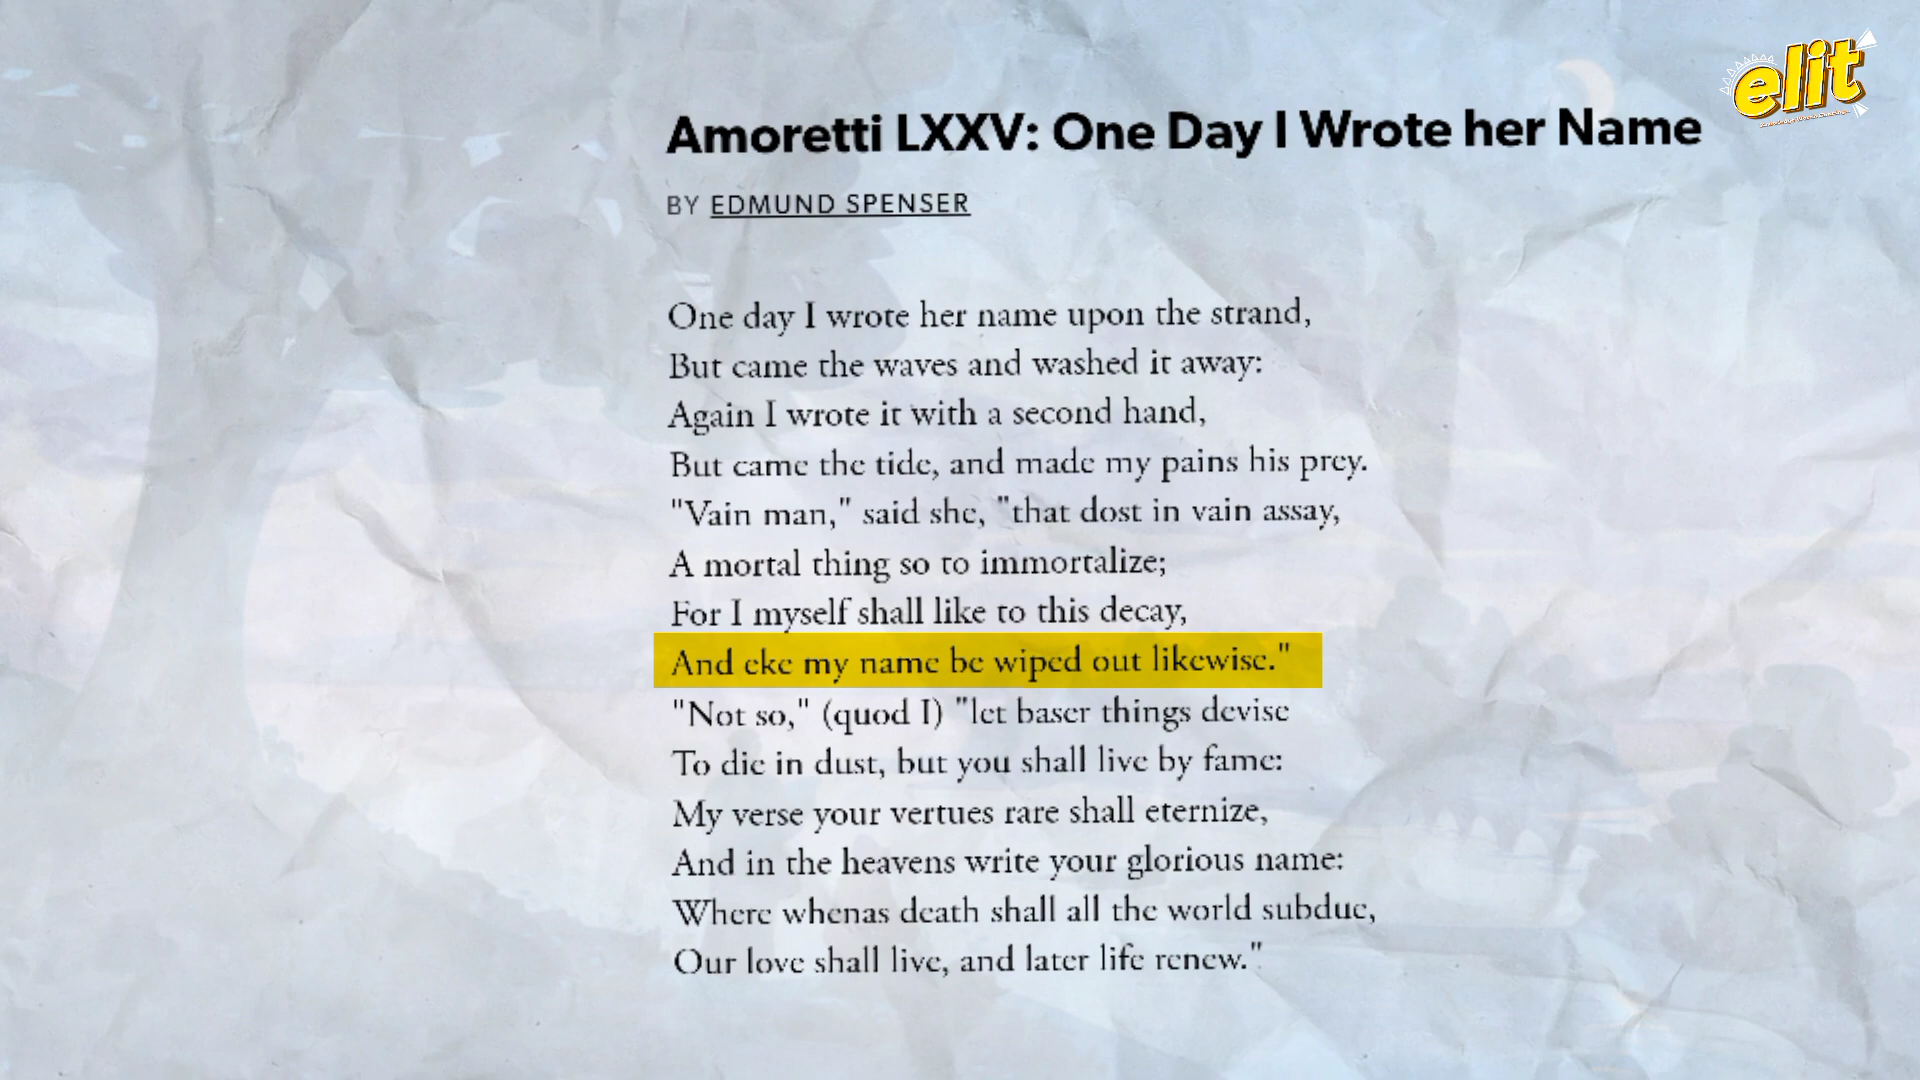 elit
Amoretti LXXV: One Day I Wrote her Name
BY EDMUND SPENSER
One day I wrote her name upon the strand,
But came the waves and washed it away:
Again I wrote it with a second hand,
But came the tide, and made my pains his prey.
"Vain man," said she, "that dost in vain assay,
A mortal thing so to immortalize;
For I myself shall like to this decay,
And eke my name be wiped out likewise."
"Not so," (quod I) "let baser things devise
To die in dust, but you shall live by fame:
My verse your vertues rare shall eternize,
And in the heavens write your glorious name:
Where whenas death shall all the world subdue,
Our love shall live, and later life renew."